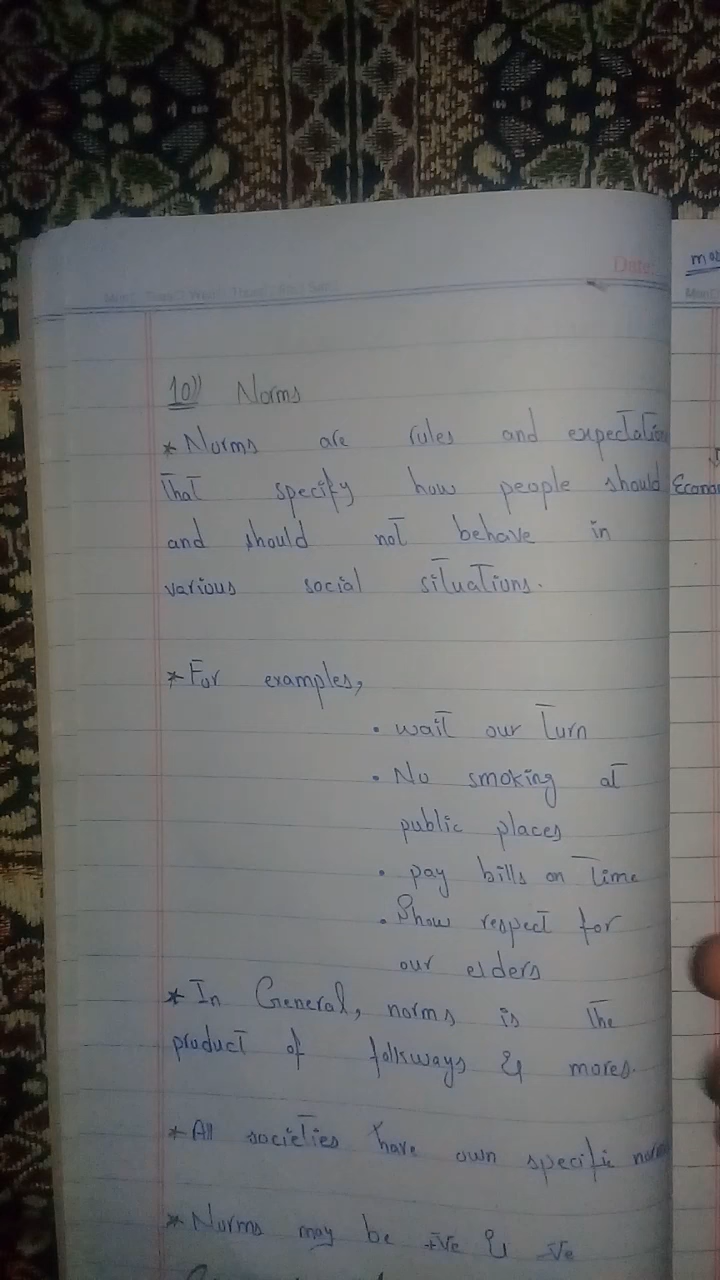 Date:
mo
10)) Norms
* Norms are rules and expectation
that specify how people should
Econo
and should not behave in
various social situations.
* For examples,
• wait our turn
• No smoking at
public places
• pay bills on time
• Show respect for
our elders
* In General, norms is the
product of folkways & mores.
* All societies have own specific norm
* Norms may be +ve & -ve